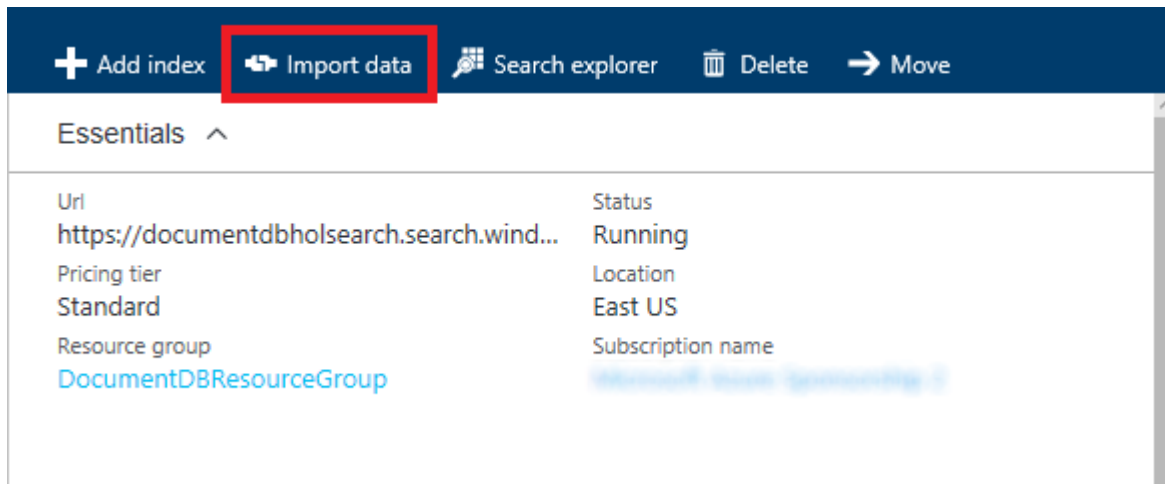 Add index Import data Search explorer Delete Move
Essentials
Url Status
https://documentdbholsearch.search.wind... Running
Pricing tier Location
Standard East US
Resource group Subscription name
DocumentDBResourceGroup